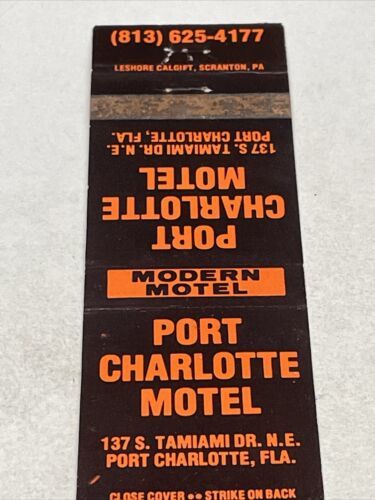 (813) 625-4177
LESHORE CALGIFT, SCRANTON, PA
137 S. TAMIAMI DR. N.E.
PORT CHARLOTTE, FLA.
PORT
CHARLOTTE
MOTEL
MODERN
MOTEL
PORT
CHARLOTTE
MOTEL
137 S. TAMIAMI DR. N.E.
PORT CHARLOTTE, FLA.
CLOSE COVER •• STRIKE ON BACK